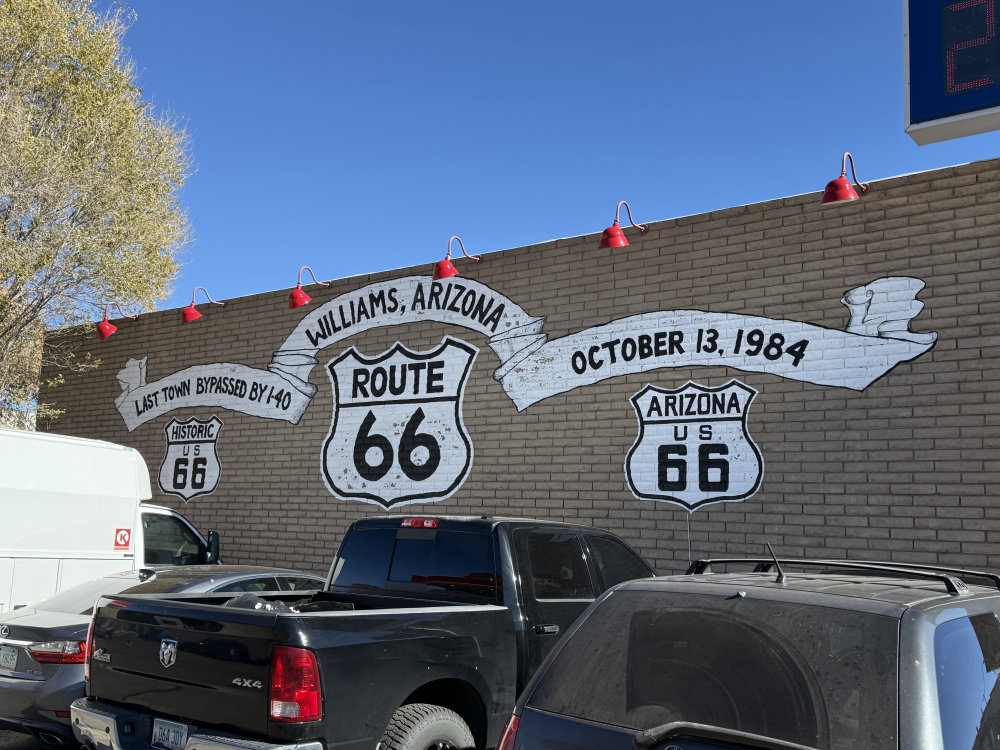 LAST TOWN BYPASSED BY I-40
WILLIAMS, ARIZONA
OCTOBER 13, 1984
HISTORIC
US
66
ROUTE
66
ARIZONA
US
66
2
K
4X4